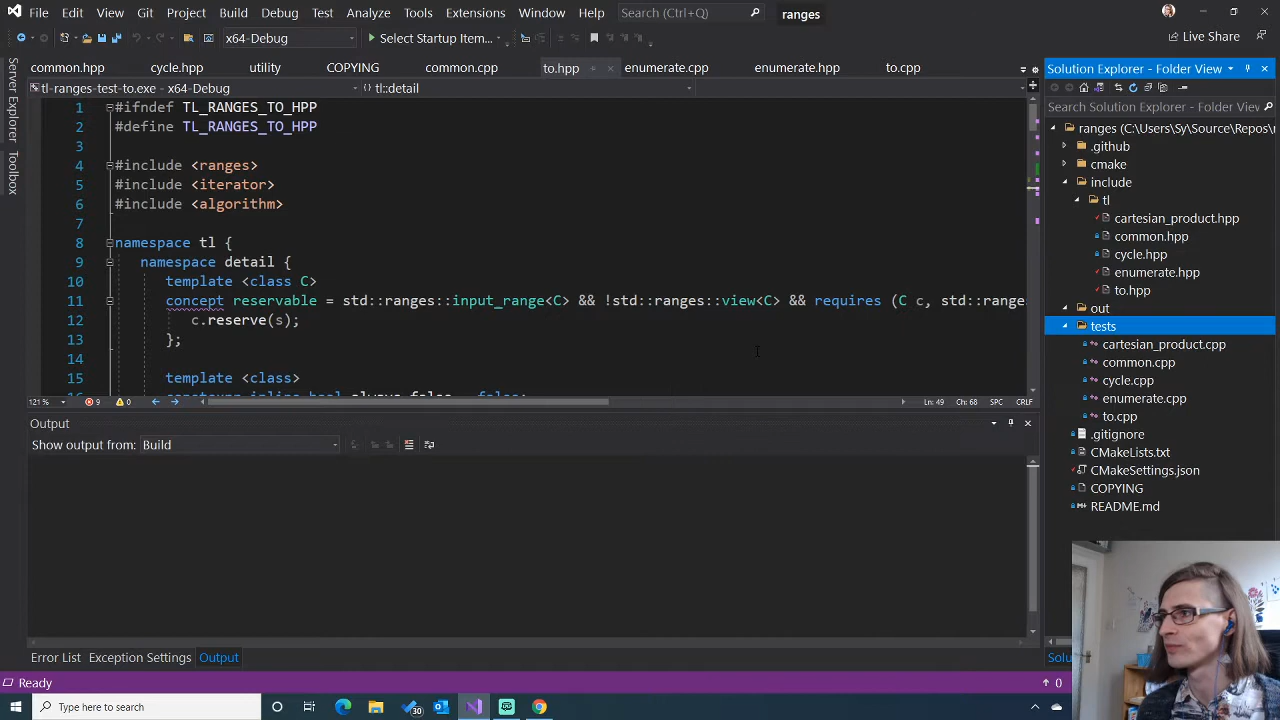 File Edit View Git Project Build Debug Test Analyze Tools Extensions Window Help Search (Ctrl+Q) ranges
x64-Debug Select Startup Item... Live Share
common.hpp cycle.hpp utility COPYING common.cpp to.hpp enumerate.cpp enumerate.hpp to.cpp
tl-ranges-test-to.exe - x64-Debug tl::detail
1 #ifndef TL_RANGES_TO_HPP
2 #define TL_RANGES_TO_HPP
3
4 #include <ranges>
5 #include <iterator>
6 #include <algorithm>
7
8 namespace tl {
9 namespace detail {
10 template <class C>
11 concept reservable = std::ranges::input_range<C> && !std::ranges::view<C> && requires (C c, std::range
12 c.reserve(s);
13 };
14
15 template <class>
121 % 9 0 Ln: 49 Ch: 68 SPC CRLF
Output
Show output from: Build
Error List Exception Settings Output
Ready
0
Server Explorer
Toolbox
Solution Explorer - Folder View
Search Solution Explorer - Folder View
ranges (C:\Users\Sy\Source\Repos\r
.github
cmake
include
tl
cartesian_product.hpp
common.hpp
cycle.hpp
enumerate.hpp
to.hpp
out
tests
cartesian_product.cpp
common.cpp
cycle.cpp
enumerate.cpp
to.cpp
.gitignore
CMakeLists.txt
CMakeSettings.json
COPYING
README.md
Solu
Type here to search
30